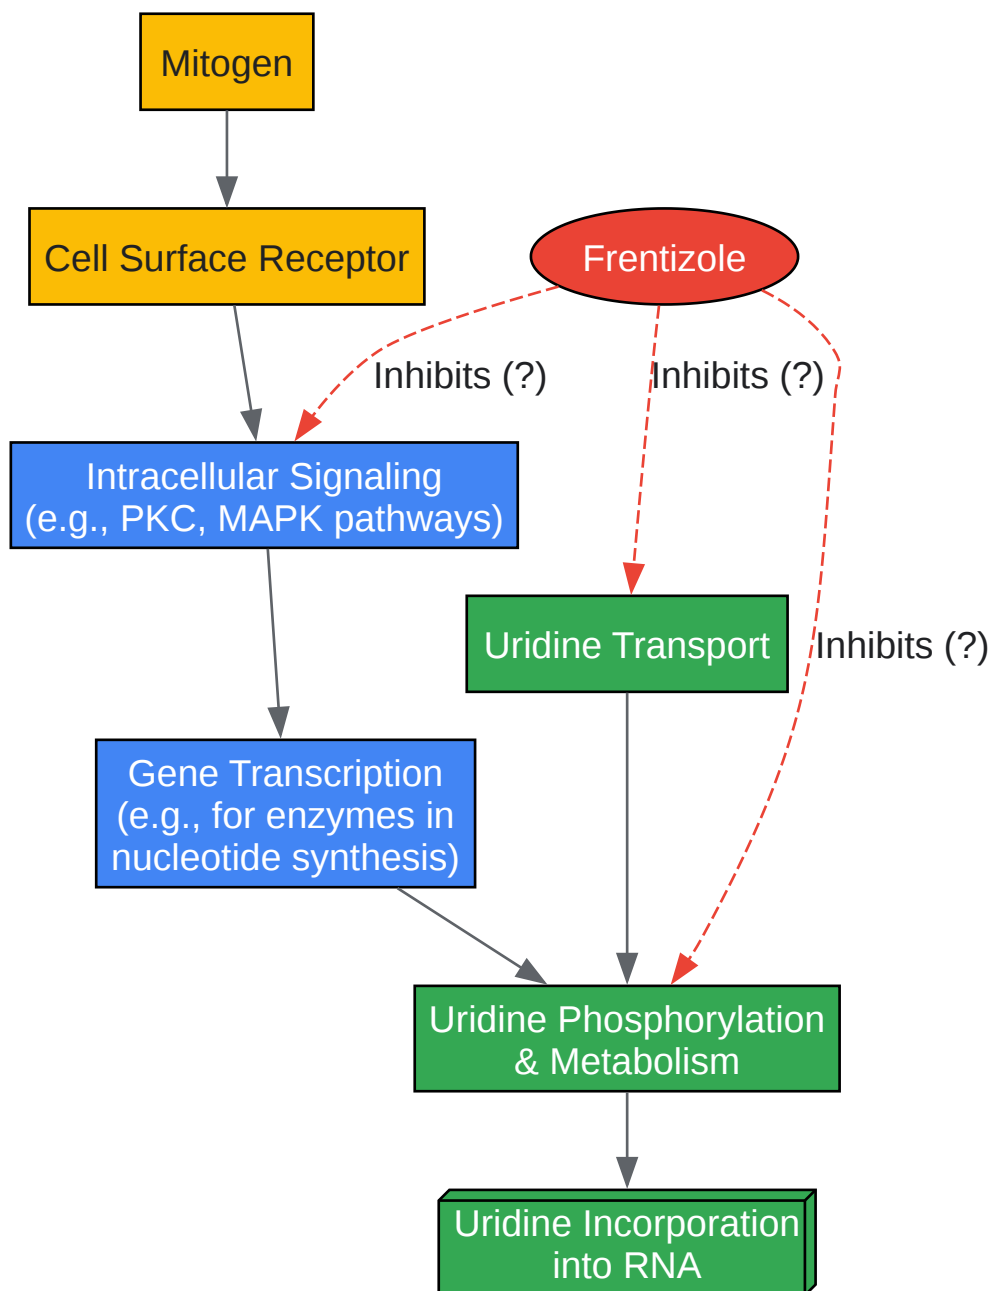 Mitogen
Cell Surface Receptor
Frentizole
Inhibits (?)
Inhibits (?)
Intracellular Signaling
(e.g., PKC, MAPK pathways)
Uridine Transport
Inhibits (?)
Gene Transcription
(e.g., for enzymes in
nucleotide synthesis)
Uridine Phosphorylation
& Metabolism
Uridine Incorporation
into RNA